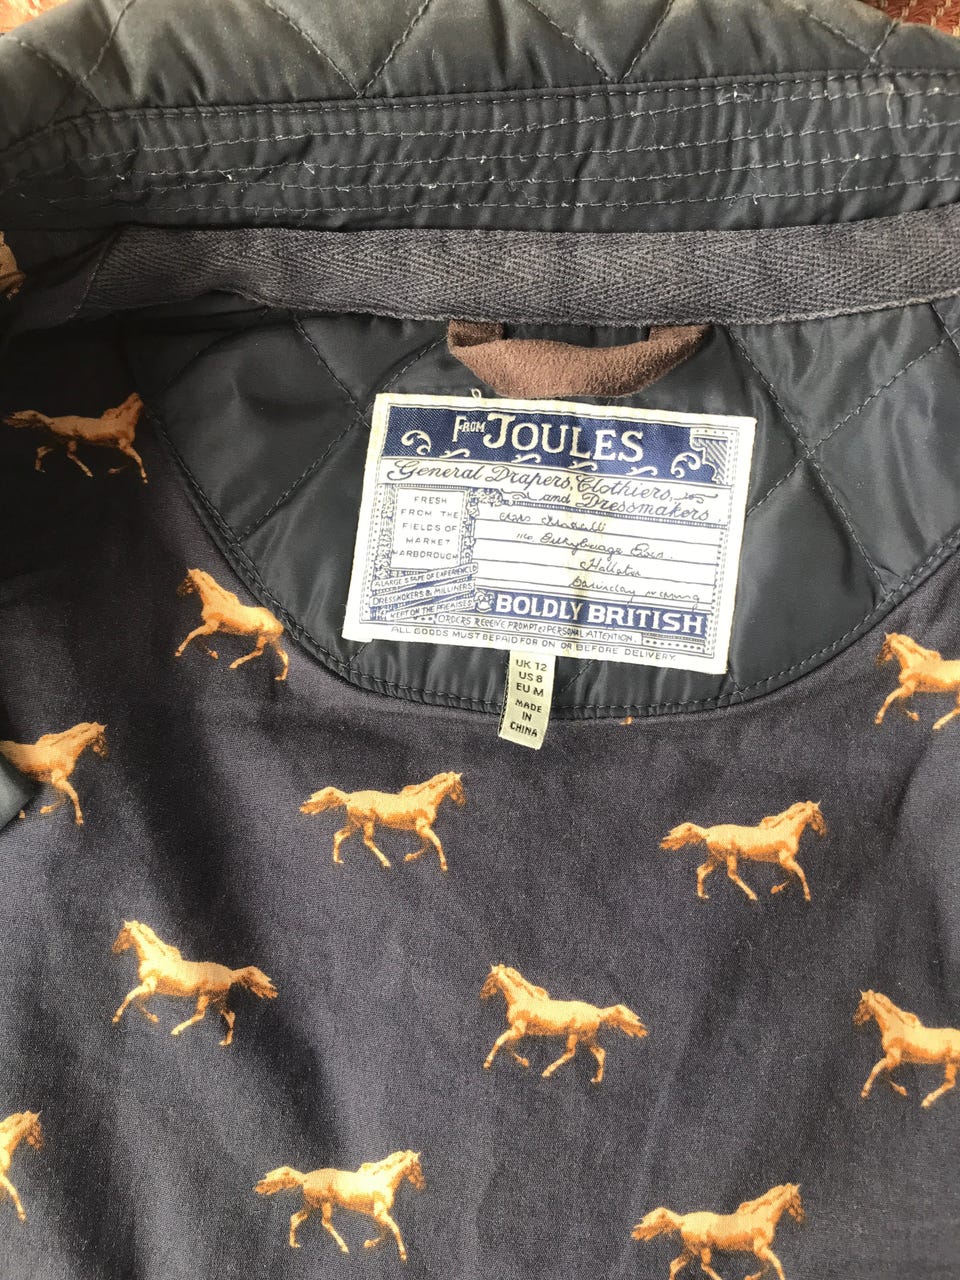 FROM JOULES
General Drapers, Clothiers,
and Dressmakers
FRESH
FROM THE
FIELDS OF
MARKET
HARBOROUGH
Hallaton
A LARGE STAFF OF EXPERIENCED
DRESSMAKERS & MILLINERS
KEPT ON THE PREMISES
BOLDLY BRITISH
ORDERS RECEIVE PROMPT & PERSONAL ATTENTION.
ALL GOODS MUST BE PAID FOR ON OR BEFORE DELIVERY.
UK 12
US 8
EU M
MADE
IN
CHINA